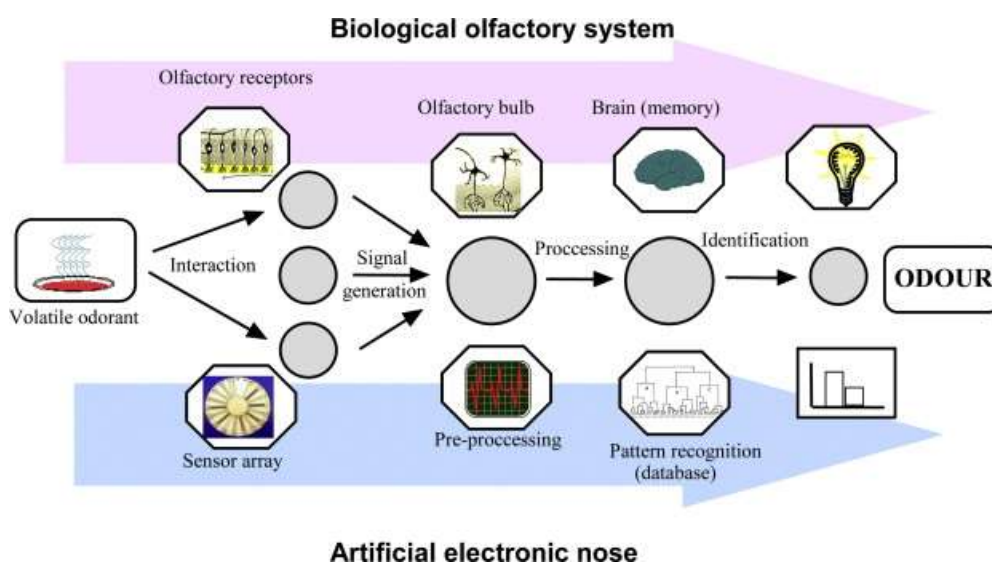 Biological olfactory system
Olfactory receptors
Olfactory bulb
Brain (memory)
Volatile odorant
Interaction
Signal
generation
Proccessing
Identification
ODOUR
Sensor array
Pre-proccessing
Pattern recognition
(database)
Artificial electronic nose